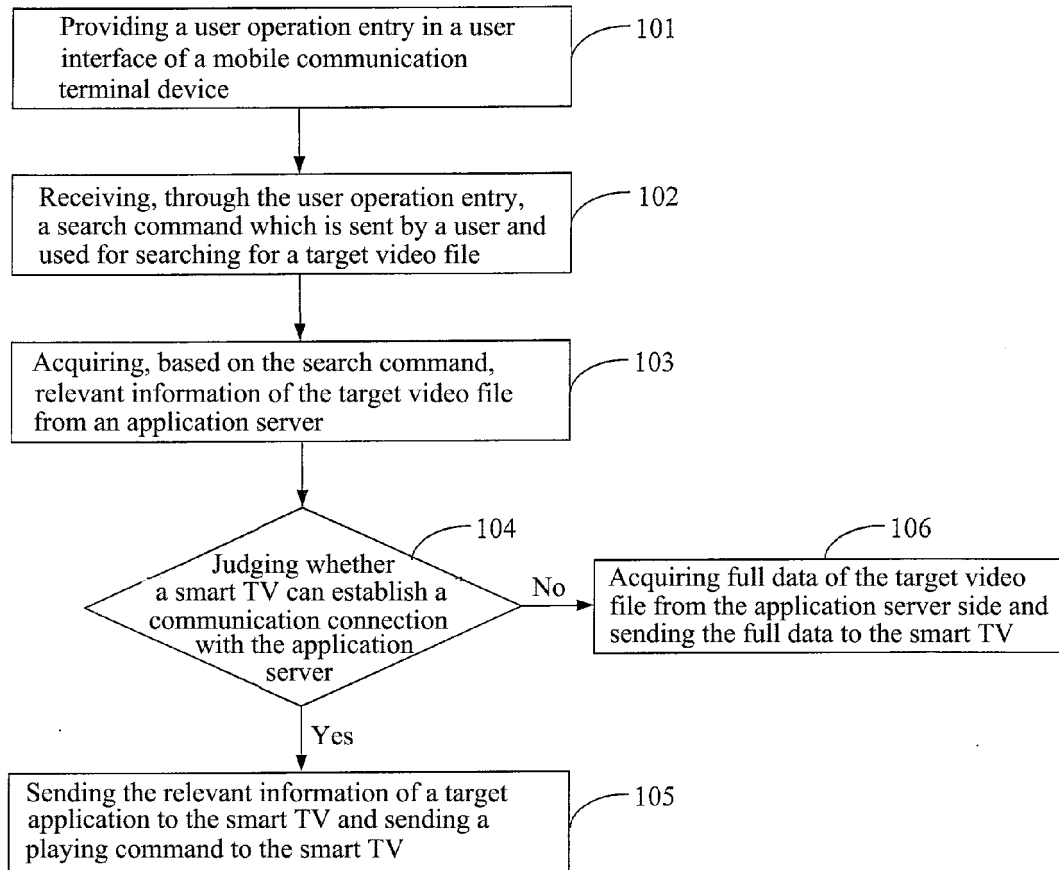 Providing a user operation entry in a user
interface of a mobile communication
terminal device
101
Receiving, through the user operation entry,
a search command which is sent by a user and
used for searching for a target video file
102
Acquiring, based on the search command,
relevant information of the target video file
from an application server
103
Judging whether
a smart TV can establish a
communication connection
with the application
server
104
No
Acquiring full data of the target video
file from the application server side and
sending the full data to the smart TV
106
Yes
Sending the relevant information of a target
application to the smart TV and sending a
playing command to the smart TV
105